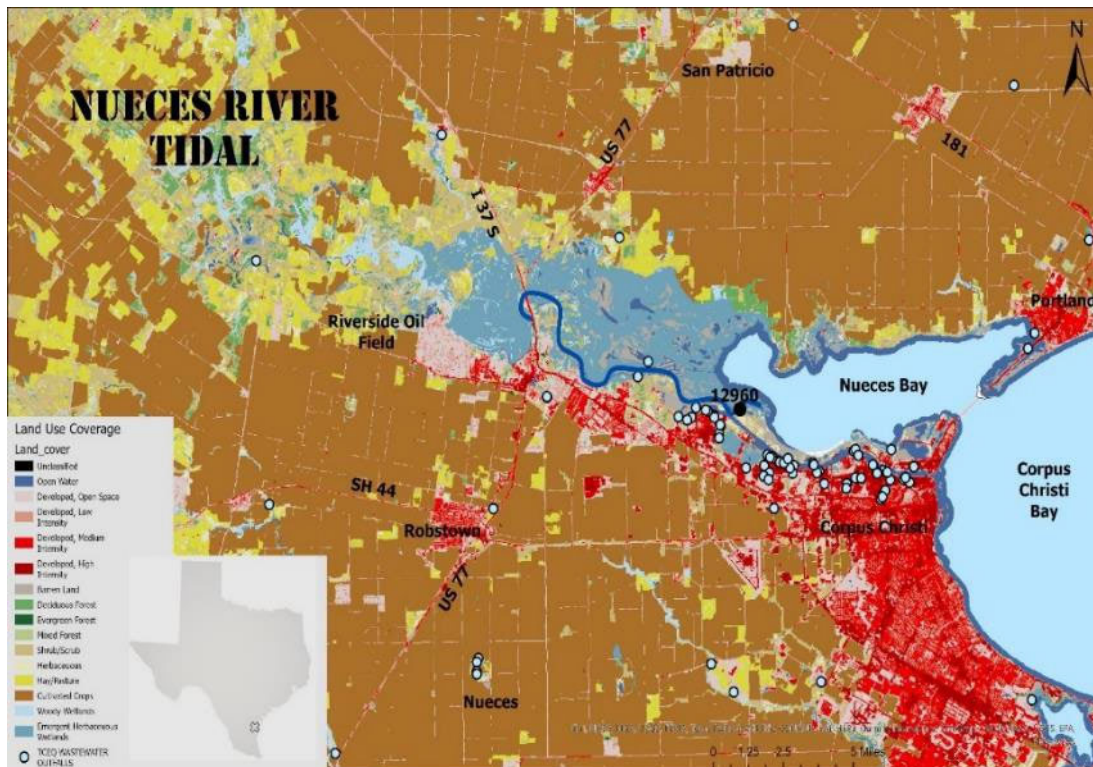 NUECES RIVER
TIDAL
N
San Patricio
US 77
181
I 37 S
Portland
Riverside Oil
Field
Nueces Bay
12960
Corpus
Christi
Bay
SH 44
Robstown
Corpus Christi
US 77
Nueces
Land Use Coverage
Land_cover
Unclassified
Open Water
Developed, Open Space
Developed, Low
Intensity
Developed, Medium
Intensity
Developed, High
Intensity
Barren Land
Deciduous Forest
Evergreen Forest
Mixed Forest
Shrub/Scrub
Herbaceous
Hay/Pasture
Cultivated Crops
Woody Wetlands
Emergent Herbaceous
Wetlands
TCEQ WASTEWATER
OUTFALLS
0 1.25 2.5 5 Miles